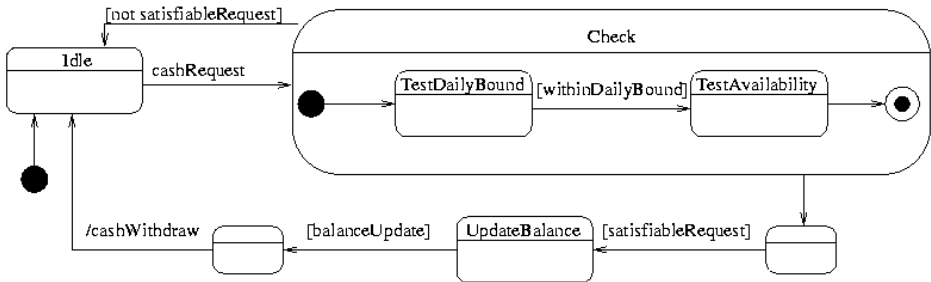 [not satisfiableRequest]
Check
Idle
cashRequest
TestDailyBound
[withinDailyBound]
TestAvailability
/cashWithdraw
[balanceUpdate]
UpdateBalance
[satisfiableRequest]